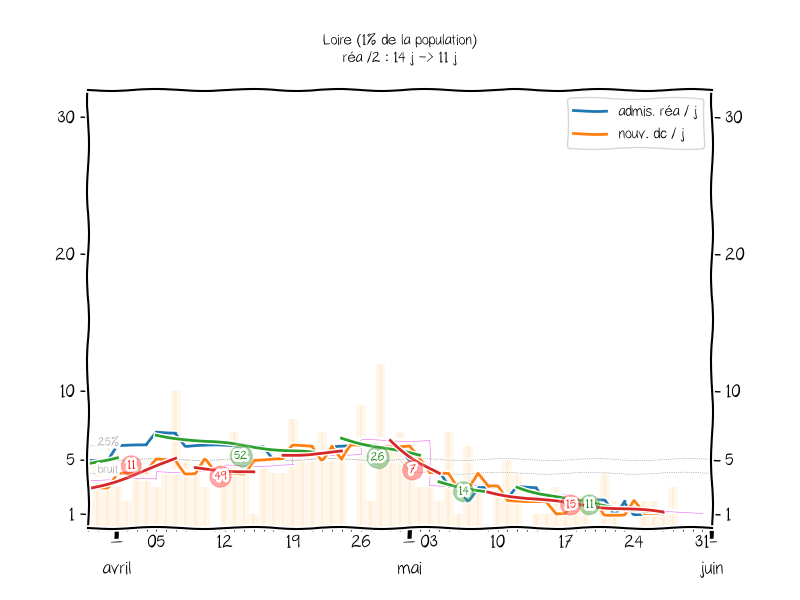 Loire (1% de la population)
réa /2 : 14 j -> 11 j
admis. réa / j
nouv. dc / j
30 30
20 20
10 10
5 5
1 1
25%
bruit
11 49 52 26 7 14 15 11
05 12 19 26 03 10 17 24 31
avril mai juin